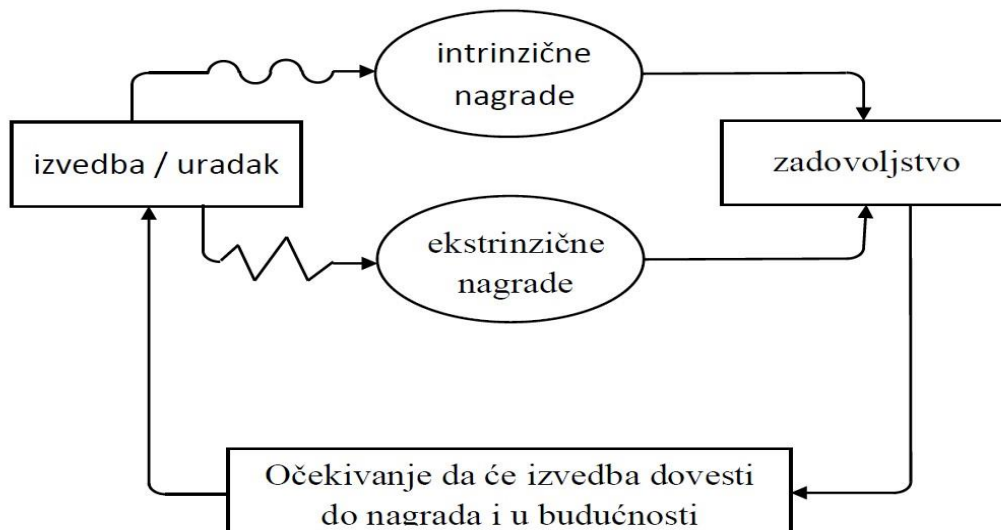 intrinzične
nagrade
izvedba / uradak
zadovoljstvo
ekstrinzične
nagrade
Očekivanje da će izvedba dovesti
do nagrada i u budućnosti